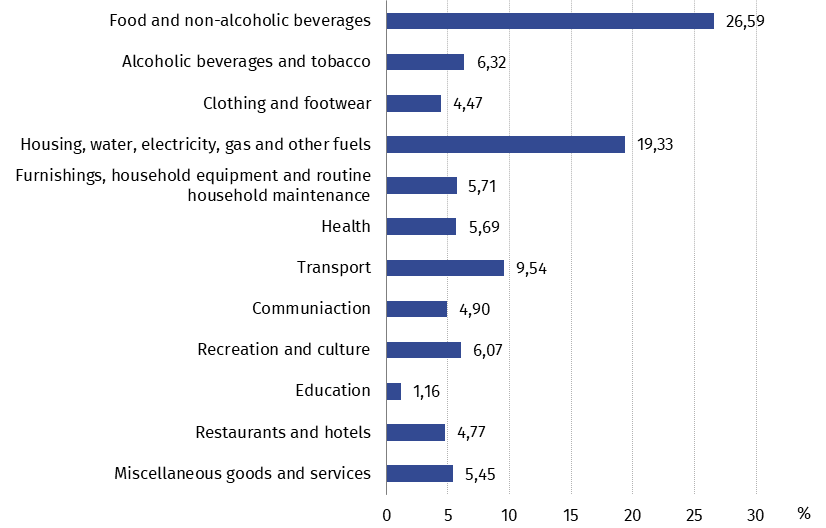 Food and non-alcoholic beverages 26,59
Alcoholic beverages and tobacco 6,32
Clothing and footwear 4,47
Housing, water, electricity, gas and other fuels 19,33
Furnishings, household equipment and routine
household maintenance 5,71
Health 5,69
Transport 9,54
Communiaction 4,90
Recreation and culture 6,07
Education 1,16
Restaurants and hotels 4,77
Miscellaneous goods and services 5,45
0 5 10 15 20 25 30 %